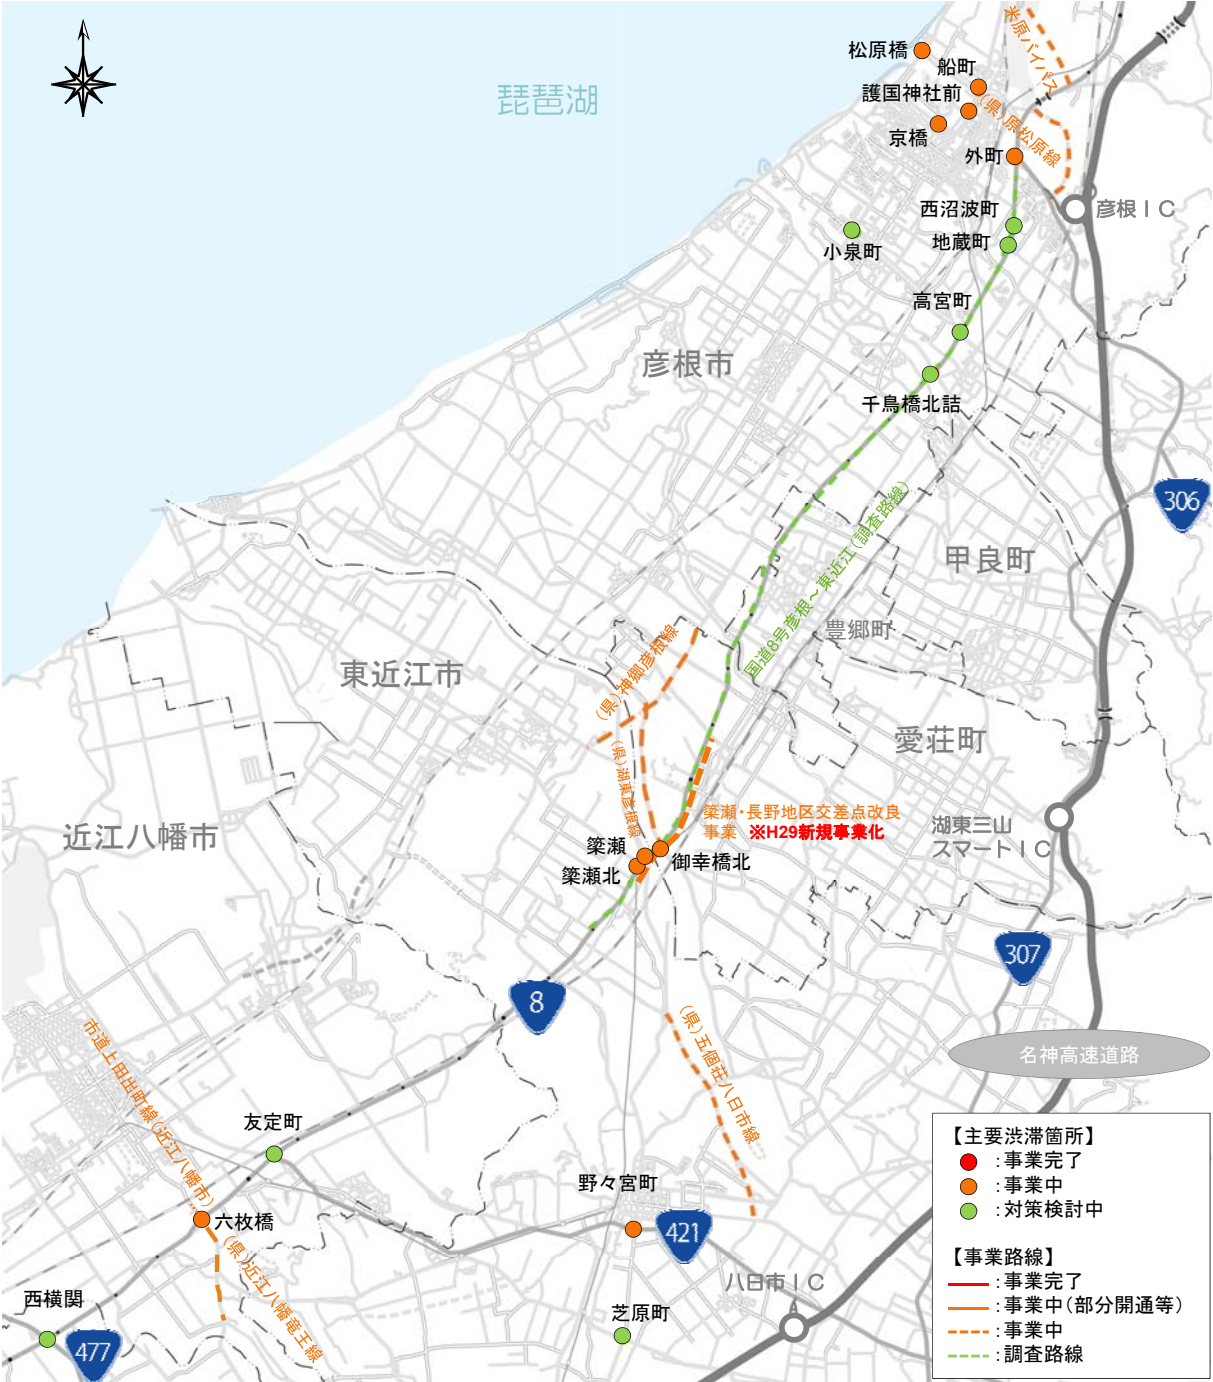 松原橋
船町
護国神社前
京橋
外町
米原バイパス
(県)原松原線
琵琶湖
西沼波町
地蔵町
小泉町
彦根IC
高宮町
彦根市
千鳥橋北詰
306
国道8号彦根～東近江(調査路線)
甲良町
豊郷町
東近江市
(県)神郷彦根線
(県)湖東彦根線
愛荘町
近江八幡市
簗瀬・長野地区交差点改良
事業 ※H29新規事業化
湖東三山
スマートIC
簗瀬
簗瀬北
御幸橋北
307
8
名神高速道路
市道上田出町線(近江八幡市)
(県)五個荘八日市線
友定町
野々宮町
421
六枚橋
(県)近江八幡竜王線
八日市IC
西横関
477
芝原町
【主要渋滞箇所】
：事業完了
：事業中
：対策検討中
【事業路線】
：事業完了
：事業中(部分開通等)
：事業中
：調査路線